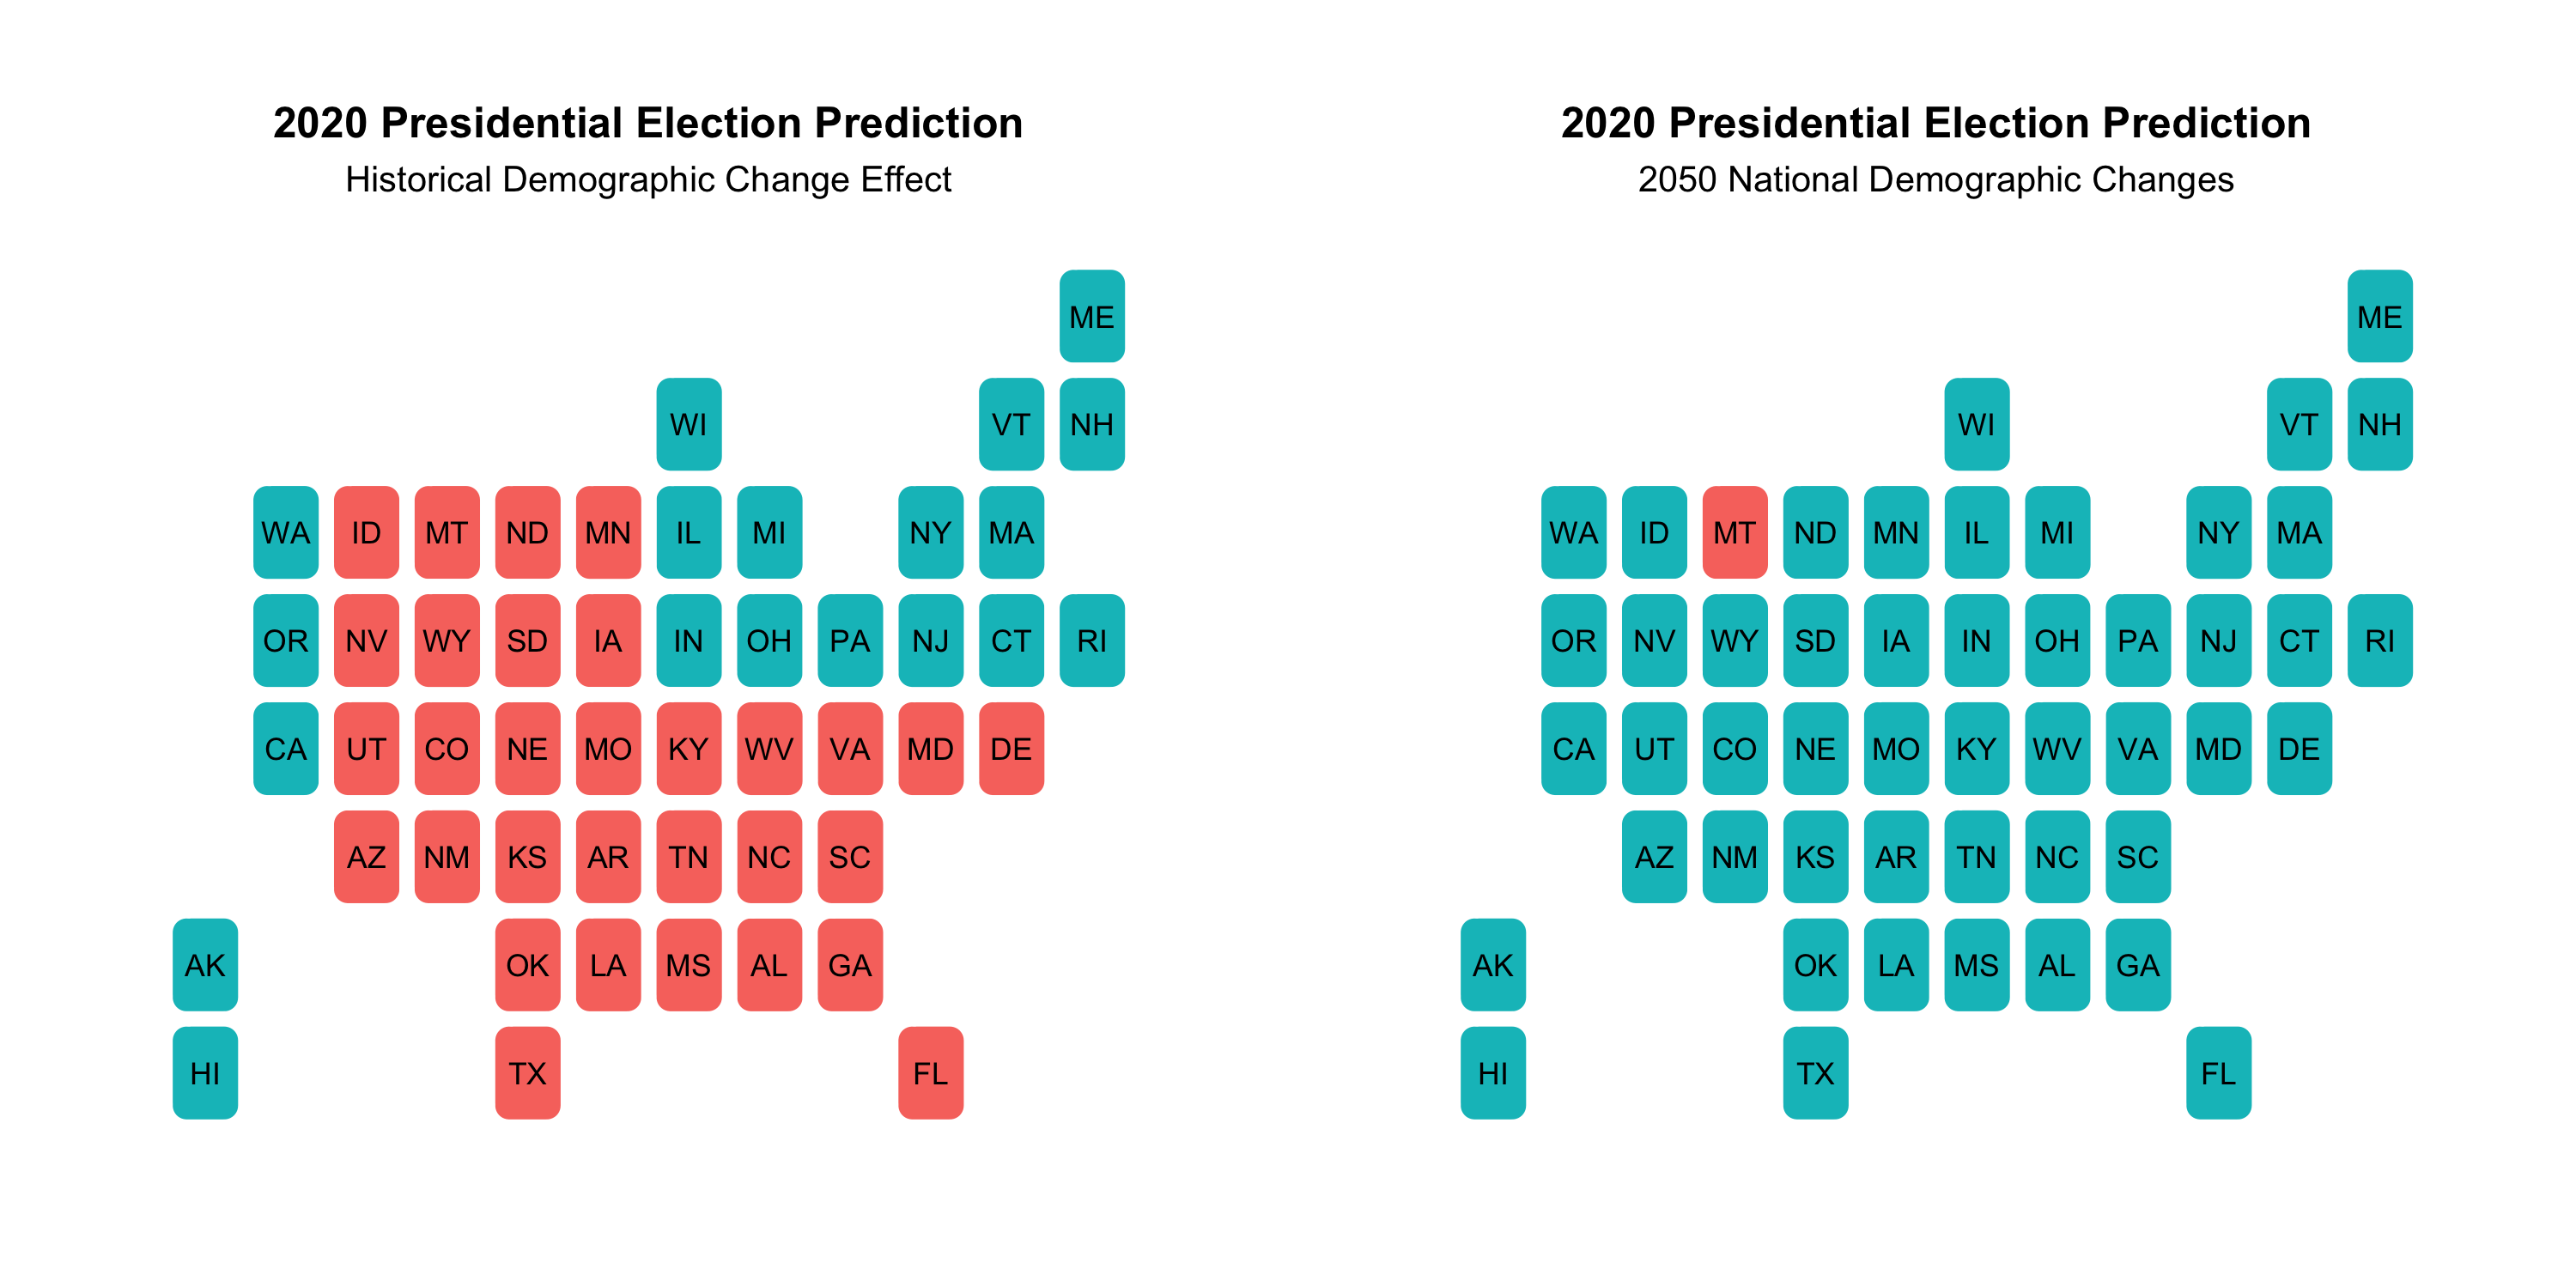 2020 Presidential Election Prediction
Historical Demographic Change Effect
ME
WI VT NH
WA ID MT ND MN IL MI NY MA
OR NV WY SD IA IN OH PA NJ CT RI
CA UT CO NE MO KY WV VA MD DE
AZ NM KS AR TN NC SC
AK OK LA MS AL GA
HI TX FL
2020 Presidential Election Prediction
2050 National Demographic Changes
ME
WI VT NH
WA ID MT ND MN IL MI NY MA
OR NV WY SD IA IN OH PA NJ CT RI
CA UT CO NE MO KY WV VA MD DE
AZ NM KS AR TN NC SC
AK OK LA MS AL GA
HI TX FL